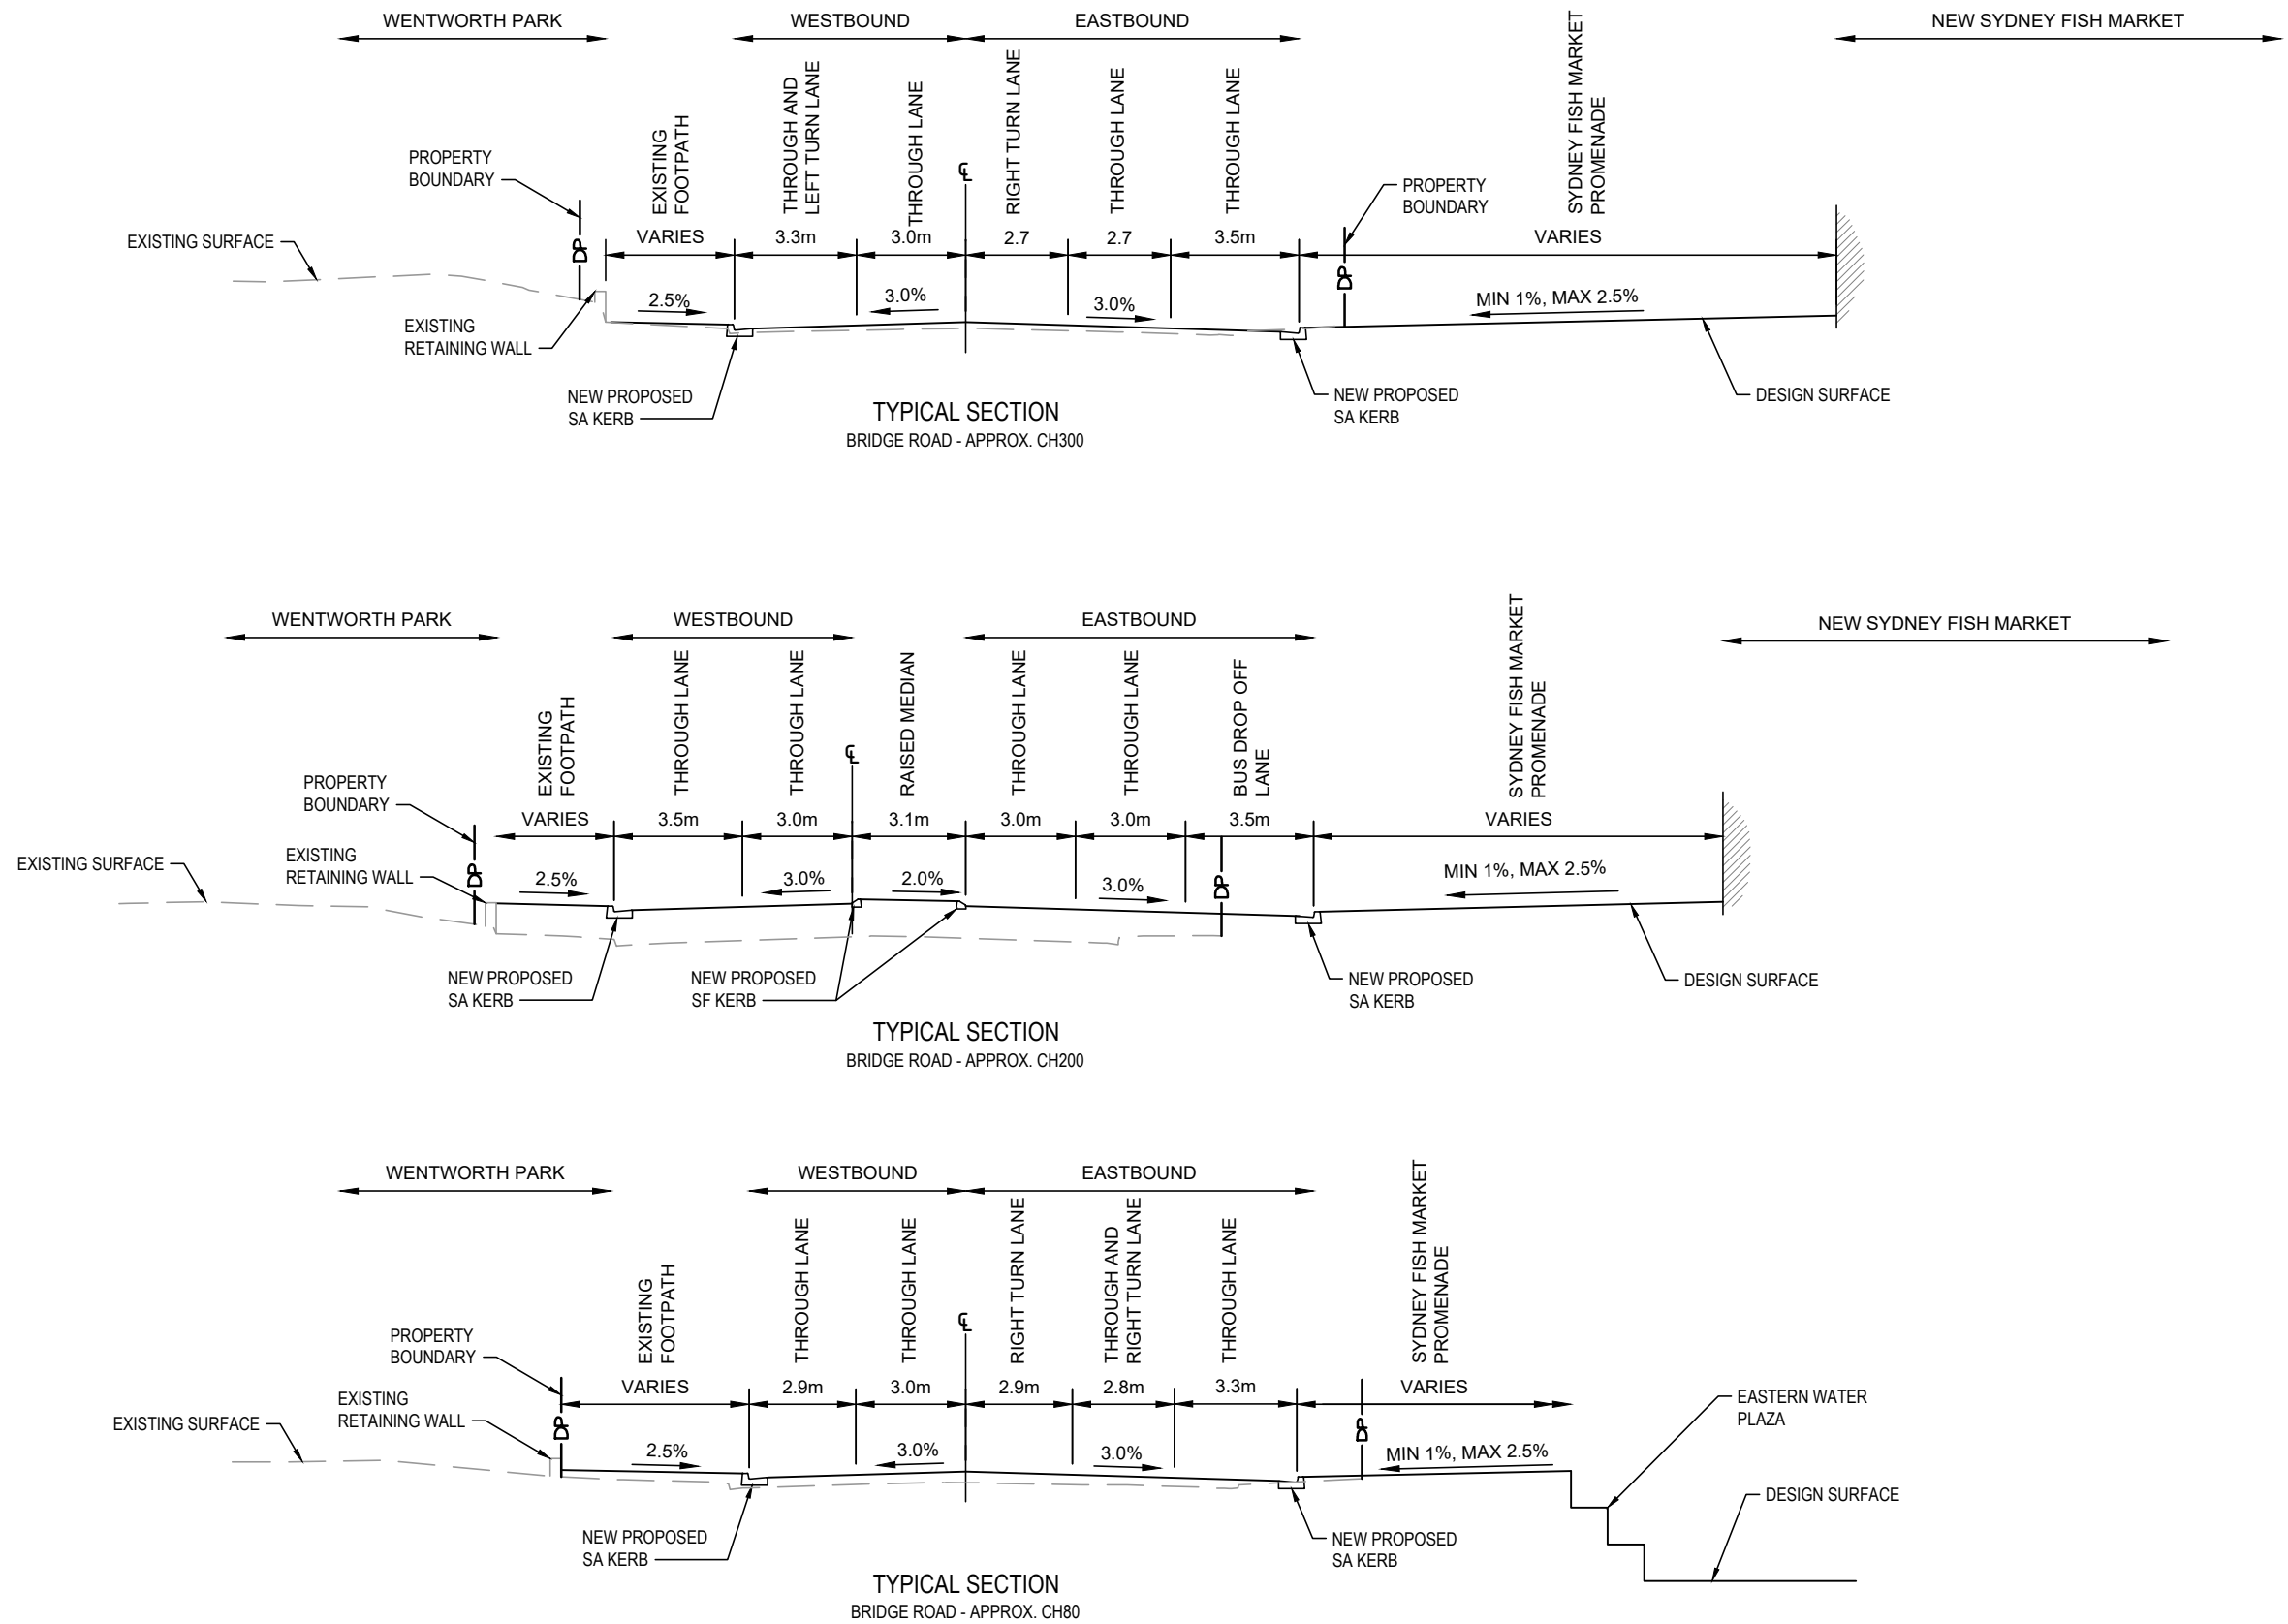 WENTWORTH PARK
WESTBOUND
EASTBOUND
NEW SYDNEY FISH MARKET
EXISTING
FOOTPATH
THROUGH AND
LEFT TURN LANE
THROUGH LANE
RIGHT TURN LANE
THROUGH LANE
THROUGH LANE
SYDNEY FISH MARKET
PROMENADE
PROPERTY
BOUNDARY
PROPERTY
BOUNDARY
℄
EXISTING SURFACE
DP
DP
VARIES
3.3m
3.0m
2.7
2.7
3.5m
VARIES
2.5%
3.0%
3.0%
MIN 1%, MAX 2.5%
EXISTING
RETAINING WALL
NEW PROPOSED
SA KERB
NEW PROPOSED
SA KERB
DESIGN SURFACE
TYPICAL SECTION
BRIDGE ROAD - APPROX. CH300
WENTWORTH PARK
WESTBOUND
EASTBOUND
NEW SYDNEY FISH MARKET
EXISTING
FOOTPATH
THROUGH LANE
THROUGH LANE
RAISED MEDIAN
THROUGH LANE
THROUGH LANE
BUS DROP OFF
LANE
SYDNEY FISH MARKET
PROMENADE
℄
PROPERTY
BOUNDARY
VARIES
3.5m
3.0m
3.1m
3.0m
3.0m
3.5m
VARIES
EXISTING SURFACE
EXISTING
RETAINING WALL
DP
DP
2.5%
3.0%
2.0%
3.0%
MIN 1%, MAX 2.5%
NEW PROPOSED
SA KERB
NEW PROPOSED
SF KERB
NEW PROPOSED
SA KERB
DESIGN SURFACE
TYPICAL SECTION
BRIDGE ROAD - APPROX. CH200
WENTWORTH PARK
WESTBOUND
EASTBOUND
EXISTING
FOOTPATH
THROUGH LANE
THROUGH LANE
RIGHT TURN LANE
THROUGH AND
RIGHT TURN LANE
THROUGH LANE
SYDNEY FISH MARKET
PROMENADE
℄
PROPERTY
BOUNDARY
VARIES
2.9m
3.0m
2.9m
2.8m
3.3m
VARIES
EXISTING
RETAINING WALL
EXISTING SURFACE
DP
DP
2.5%
3.0%
3.0%
MIN 1%, MAX 2.5%
EASTERN WATER
PLAZA
DESIGN SURFACE
NEW PROPOSED
SA KERB
NEW PROPOSED
SA KERB
TYPICAL SECTION
BRIDGE ROAD - APPROX. CH80